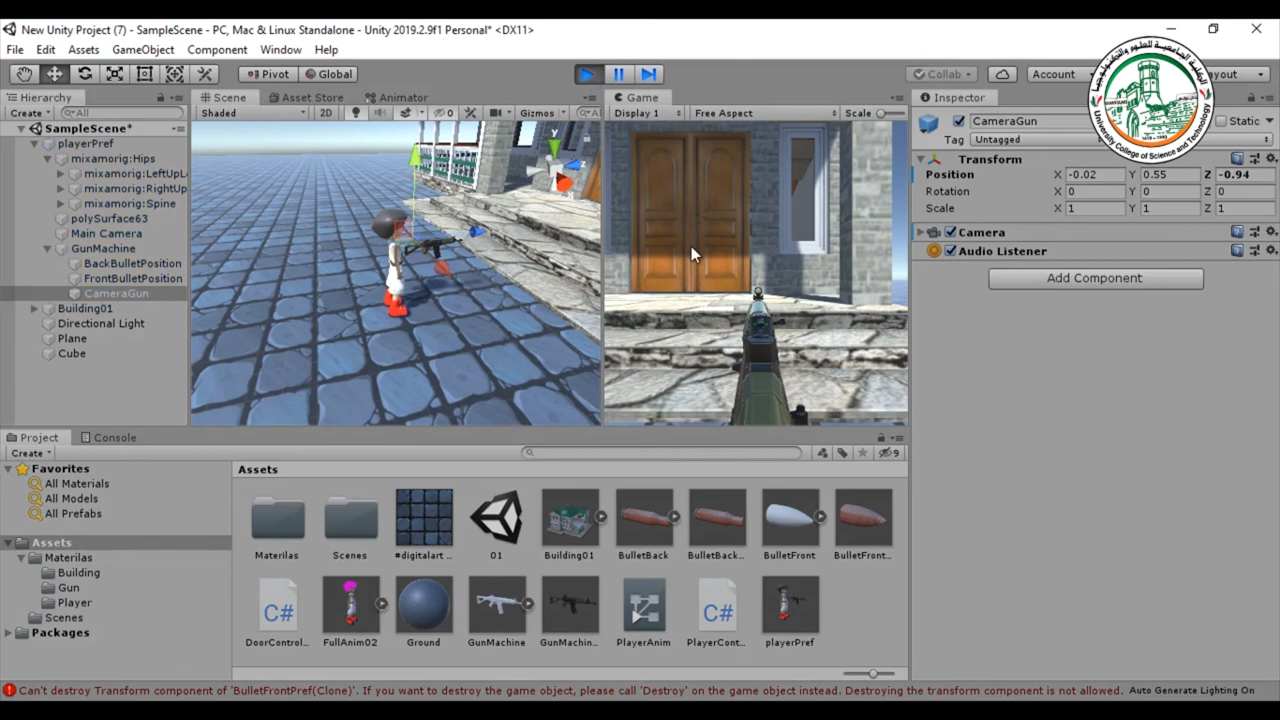 New Unity Project (7) - SampleScene - PC, Mac & Linux Standalone - Unity 2019.2.9f1 Personal* <DX11>
File Edit Assets GameObject Component Window Help
Pivot Global Collab Account
Hierarchy Scene Asset Store Animator Game Inspector
Create All Shaded 2D 0 Gizmos Display 1 Free Aspect Scale
CameraGun Static
Tag Untagged
SampleScene*
playerPref
mixamorig:Hips
mixamorig:LeftUpL
mixamorig:RightUp
mixamorig:Spine
polySurface63
Main Camera
GunMachine
BackBulletPosition
FrontBulletPosition
CameraGun
Building01
Directional Light
Plane
Cube
y
z
Transform
Position X -0.02 Y 0.55 Z -0.94
Rotation X 0 Y 0 Z 0
Scale X 1 Y 1 Z 1
Camera
Audio Listener
Add Component
University College of Science and Technology
Project Console
Create 9
Favorites
All Materials
All Models
All Prefabs
Assets
Materilas
Building
Gun
Player
Scenes
Packages
Assets
Materilas Scenes #digitalart ... 01 Building01 BulletBack BulletBack... BulletFront BulletFront...
C# C#
DoorControl... FullAnim02 Ground GunMachine GunMachin... PlayerAnim PlayerCont... playerPref
Can't destroy Transform component of 'BulletFrontPref(Clone)'. If you want to destroy the game object, please call 'Destroy' on the game object instead. Destroying the transform component is not allowed. Auto Generate Lighting On